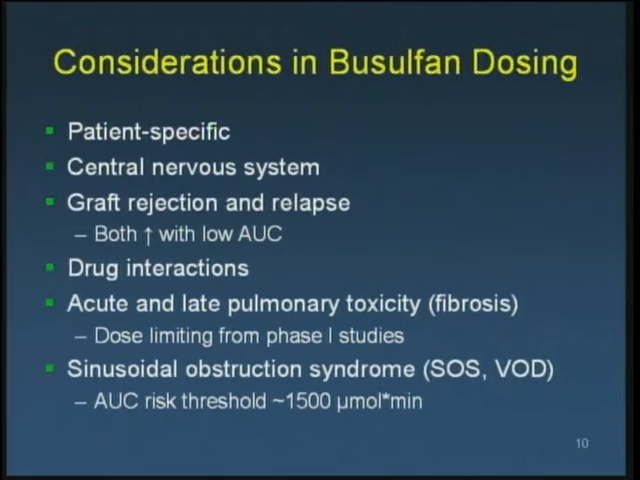 Considerations in Busulfan Dosing
▪ Patient-specific
▪ Central nervous system
▪ Graft rejection and relapse
– Both ↑ with low AUC
▪ Drug interactions
▪ Acute and late pulmonary toxicity (fibrosis)
– Dose limiting from phase I studies
▪ Sinusoidal obstruction syndrome (SOS, VOD)
– AUC risk threshold ~1500 µmol*min
10